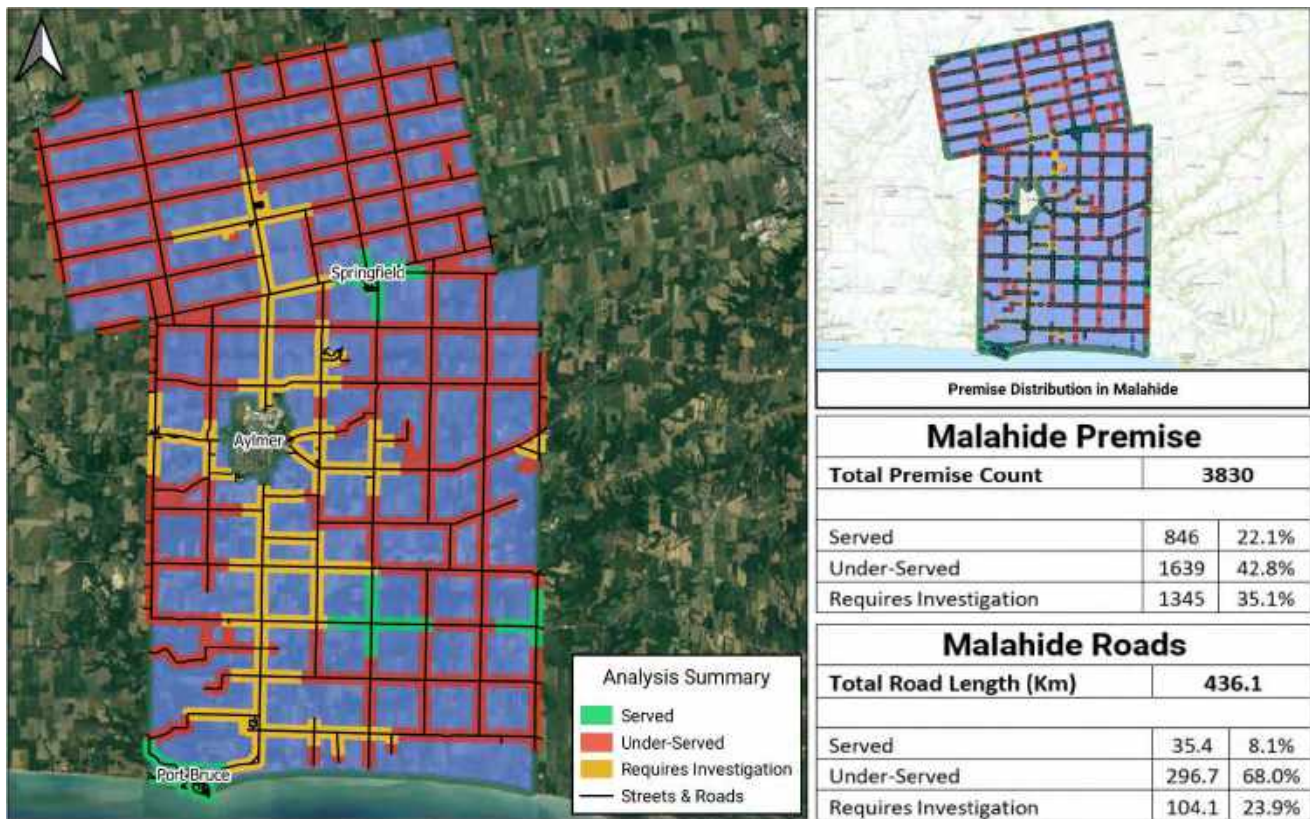 Springfield
Aylmer
Port Bruce
Analysis Summary
Served
Under-Served
Requires Investigation
Streets & Roads
Premise Distribution in Malahide
Malahide Premise
Total Premise Count 3830
Served 846 22.1%
Under-Served 1639 42.8%
Requires Investigation 1345 35.1%
Malahide Roads
Total Road Length (Km) 436.1
Served 35.4 8.1%
Under-Served 296.7 68.0%
Requires Investigation 104.1 23.9%